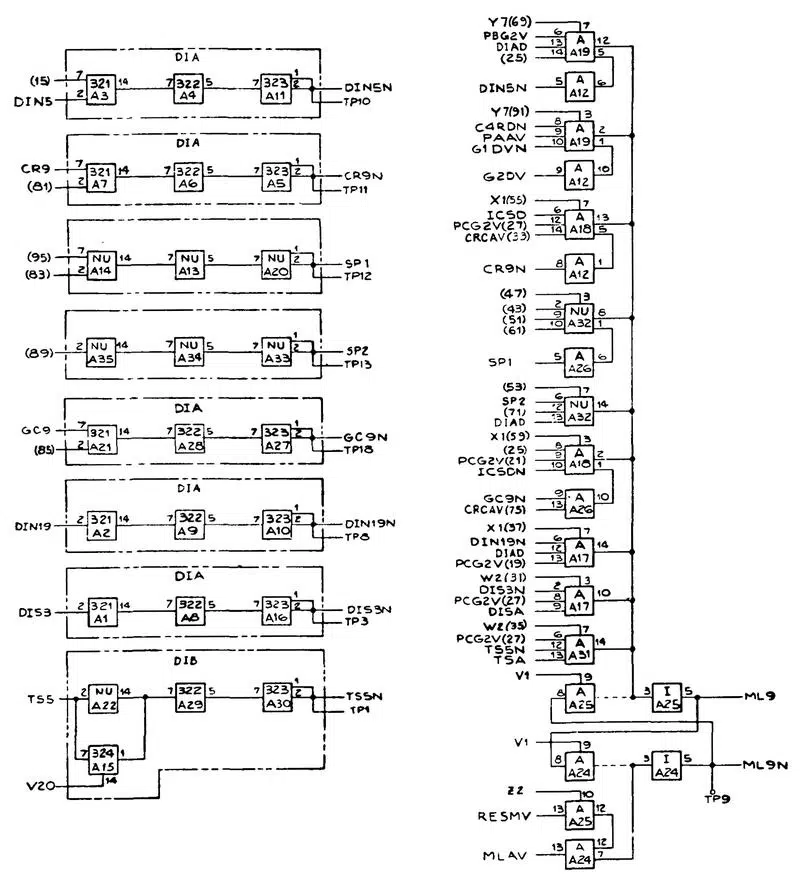 DIA
(15) 7 321 A3 14 7 322 A4 5 7 323 A11 1 2 DIN5N
DIN5 2 TP10
DIA
CR9 7 321 A7 14 7 322 A6 5 7 323 A5 1 2 CR9N
(81) 2 TP11
(95) 7 NU A14 14 7 NU A13 5 7 NU A20 1 2 SP1
(83) 2 TP12
(89) 2 NU A35 14 7 NU A34 5 7 NU A33 1 2 SP2
TP13
DIA
GC9 7 321 A21 14 7 322 A28 5 7 323 A27 1 2 GC9N
(85) 2 TP18
DIA
DIN19 2 321 A2 14 7 322 A9 5 7 323 A10 1 2 DIN19N
TP8
DIA
DIS3 2 321 A1 14 7 322 A8 5 7 323 A16 1 2 DIS3N
TP3
DIB
TS5 2 NU A22 14 7 322 A29 5 7 323 A30 1 2 TS5N
TP1
7 324 A15 1
V20 14
Y7(69) 7
PBG2V 6 A A19 12
DIAD 13 5
(25) 14
DIN5N 5 A A12 6
Y7(91) 3
C4RDN 8 A A19 2
PAAV 9 1
G1DVN 10
G2DV 9 A A12 10
X1(55) 7
ICSD 6 A A18 13
PCG2V(27) 12 5
CRCAV(33) 14
CR9N 8 A A12 1
(47) 3
(43) 2 NU A32 8
(51) 9 1
(61) 10
SP1 5 A A26 6
(53) 7
SP2 6 NU A32 14
(71) 12
DIAD 13
X1(59) 3
(25) 8 A A18 2
PCG2V(21) 9 1
ICSDN 10
GC9N 9 A A26 10
CRCAV(75) 13
X1(37) 7
DIN19N 6 A A17 14
DIAD 12
PCG2V(19) 13
W2(31) 3
DIS3N 2 A A17 10
PCG2V(27) 8
DISA 9
W2(35) 7
PCG2V(27) 6 A A31 14
TS5N 12
TSA 13
V1 9
8 A A25 3 I A25 5 ML9
V1 9
8 A A24 3 I A24 5 ML9N
TP9
Z2 10
RESMV 13 A A25 12
MLAV 13 A A24 12
7